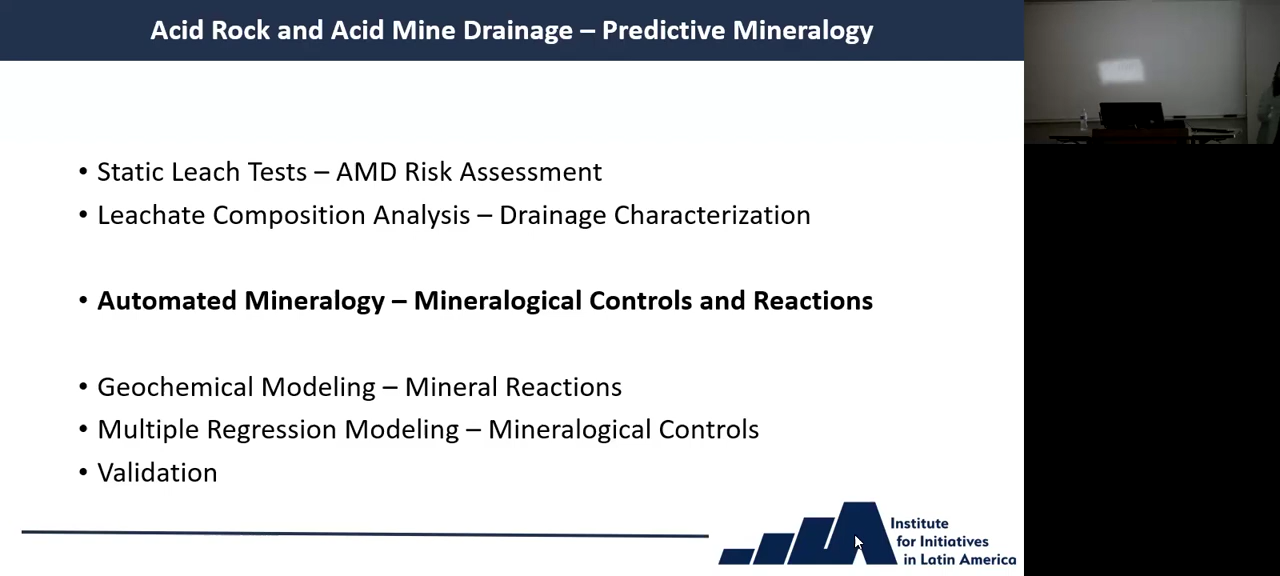 Acid Rock and Acid Mine Drainage – Predictive Mineralogy
• Static Leach Tests – AMD Risk Assessment
• Leachate Composition Analysis – Drainage Characterization
• Automated Mineralogy – Mineralogical Controls and Reactions
• Geochemical Modeling – Mineral Reactions
• Multiple Regression Modeling – Mineralogical Controls
• Validation
Institute
for Initiatives
in Latin America